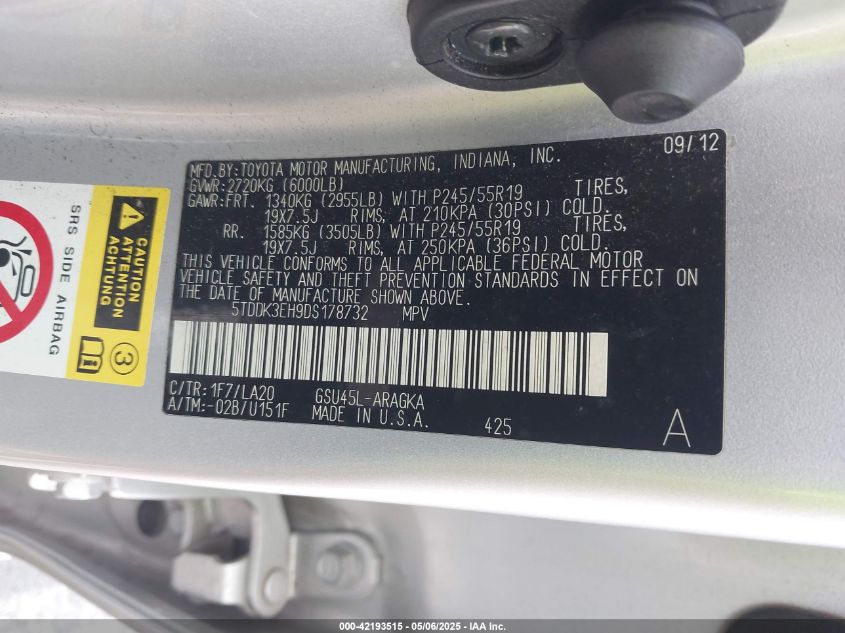 09/12
MFD.BY:TOYOTA MOTOR MANUFACTURING, INDIANA, INC.
GVWR:2720KG (6000LB)
GAWR:FRT. 1340KG (2955LB) WITH P245/55R19 TIRES,
19X7.5J RIMS, AT 210KPA (30PSI) COLD.
RR. 1585KG (3505LB) WITH P245/55R19 TIRES,
19X7.5J RIMS, AT 250KPA (36PSI) COLD.
THIS VEHICLE CONFORMS TO ALL APPLICABLE FEDERAL MOTOR
VEHICLE SAFETY AND THEFT PREVENTION STANDARDS IN EFFECT ON
THE DATE OF MANUFACTURE SHOWN ABOVE.
5TDDK3EH9DS178732 MPV
C/TR:1F7/LA20 GSU45L-ARAGKA
A/TM:-02B/U151F MADE IN U.S.A. 425
A
SRS SIDE AIRBAG
CAUTION
ATTENTION
ACHTUNG
i
3
000-42193515 - 05/06/2025 - IAA Inc.